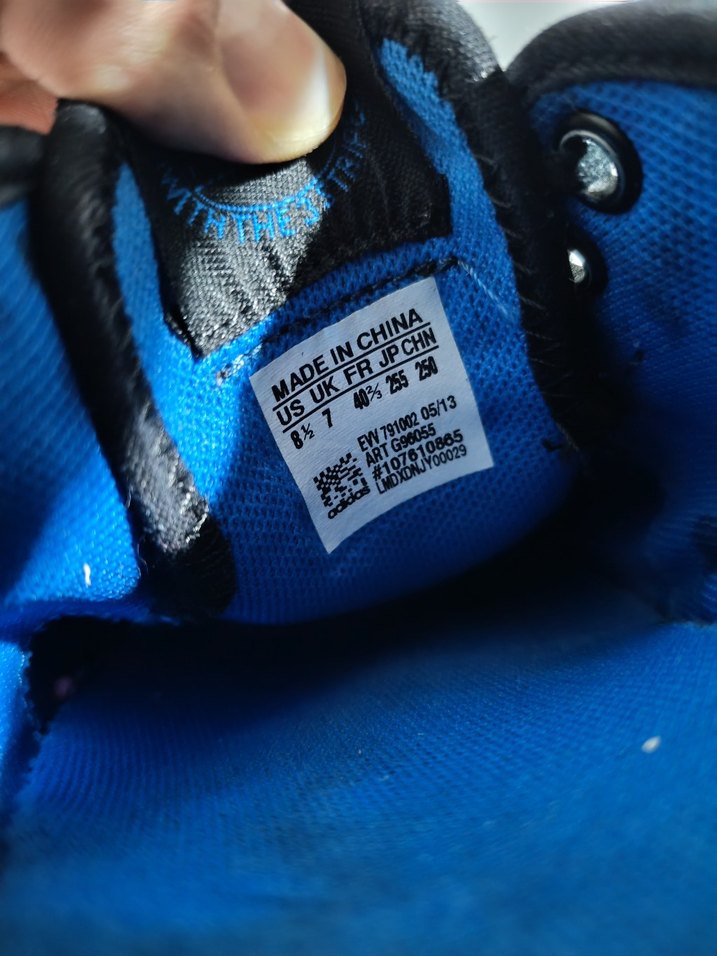 MADE IN CHINA
US UK FR JP CHN
8½ 7 40⅔ 255 250
EVV 791002 05/13
ART G96055
#107610865
LMDXDNJY00029
adidas